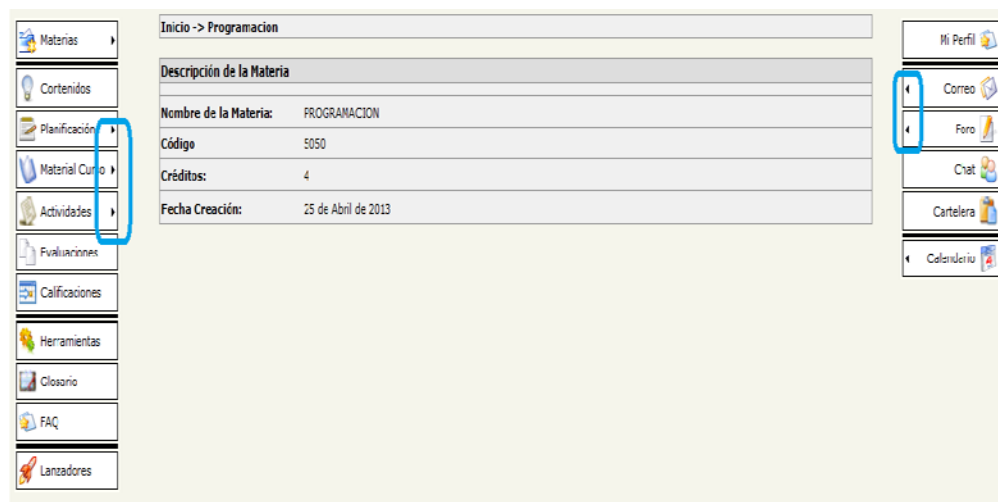 Materias
Contenidos
Planificación
Material Curso
Actividades
Evaluaciones
Calificaciones
Herramientas
Glosario
FAQ
Lanzadores
Inicio -> Programacion
Descripción de la Materia
Nombre de la Materia: PROGRAMACION
Código 5050
Créditos: 4
Fecha Creación: 25 de Abril de 2013
Mi Perfil
Correo
Foro
Chat
Cartelera
Calendario